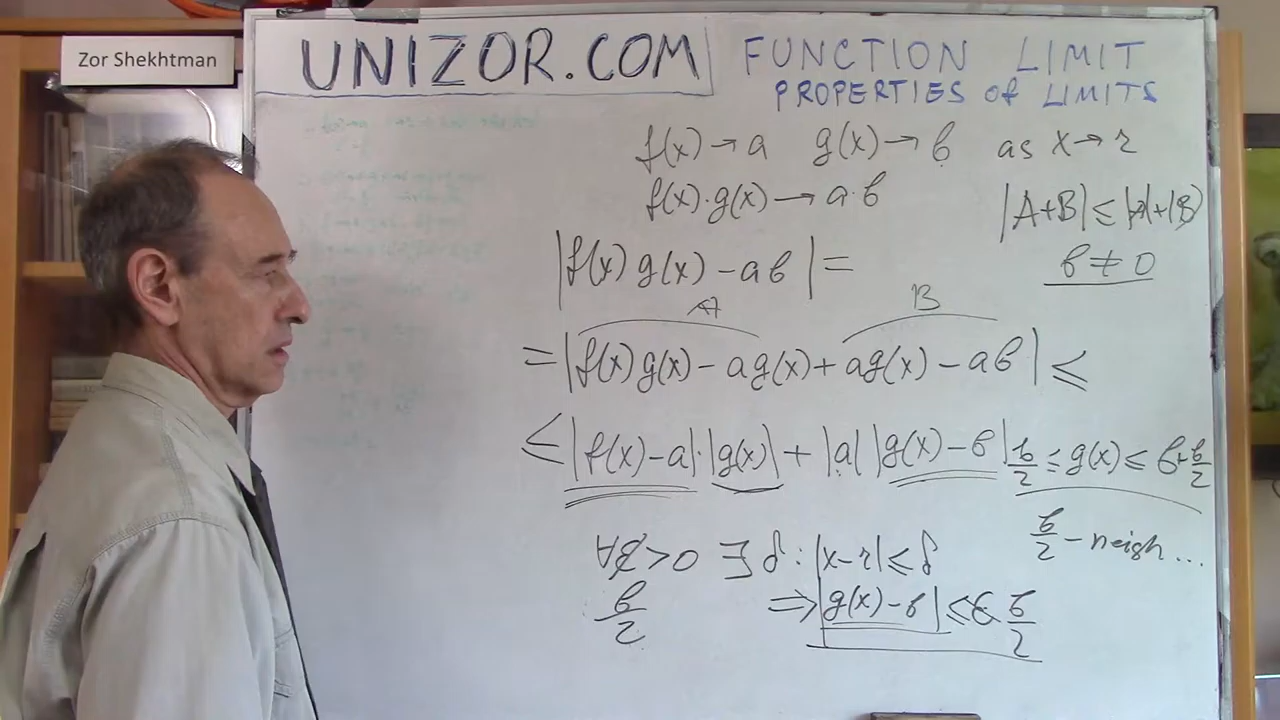 Zor Shekhtman
UNIZOR.COM
FUNCTION LIMIT
PROPERTIES of LIMITS
f(x)→a g(x)→b as x→r
f(x)·g(x)→a·b
|A+B|≤|A|+|B|
|f(x)g(x)-ab|=
b≠0
A B
=|f(x)g(x)-ag(x)+ag(x)-ab|≤
≤|f(x)-a|·|g(x)|+|a||g(x)-b|
b/2≤g(x)≤b+b/2
b/2-neigh...
∀ε>0 ∃δ:|x-r|≤δ
b/2 ⇒|g(x)-b|≤ε b/2